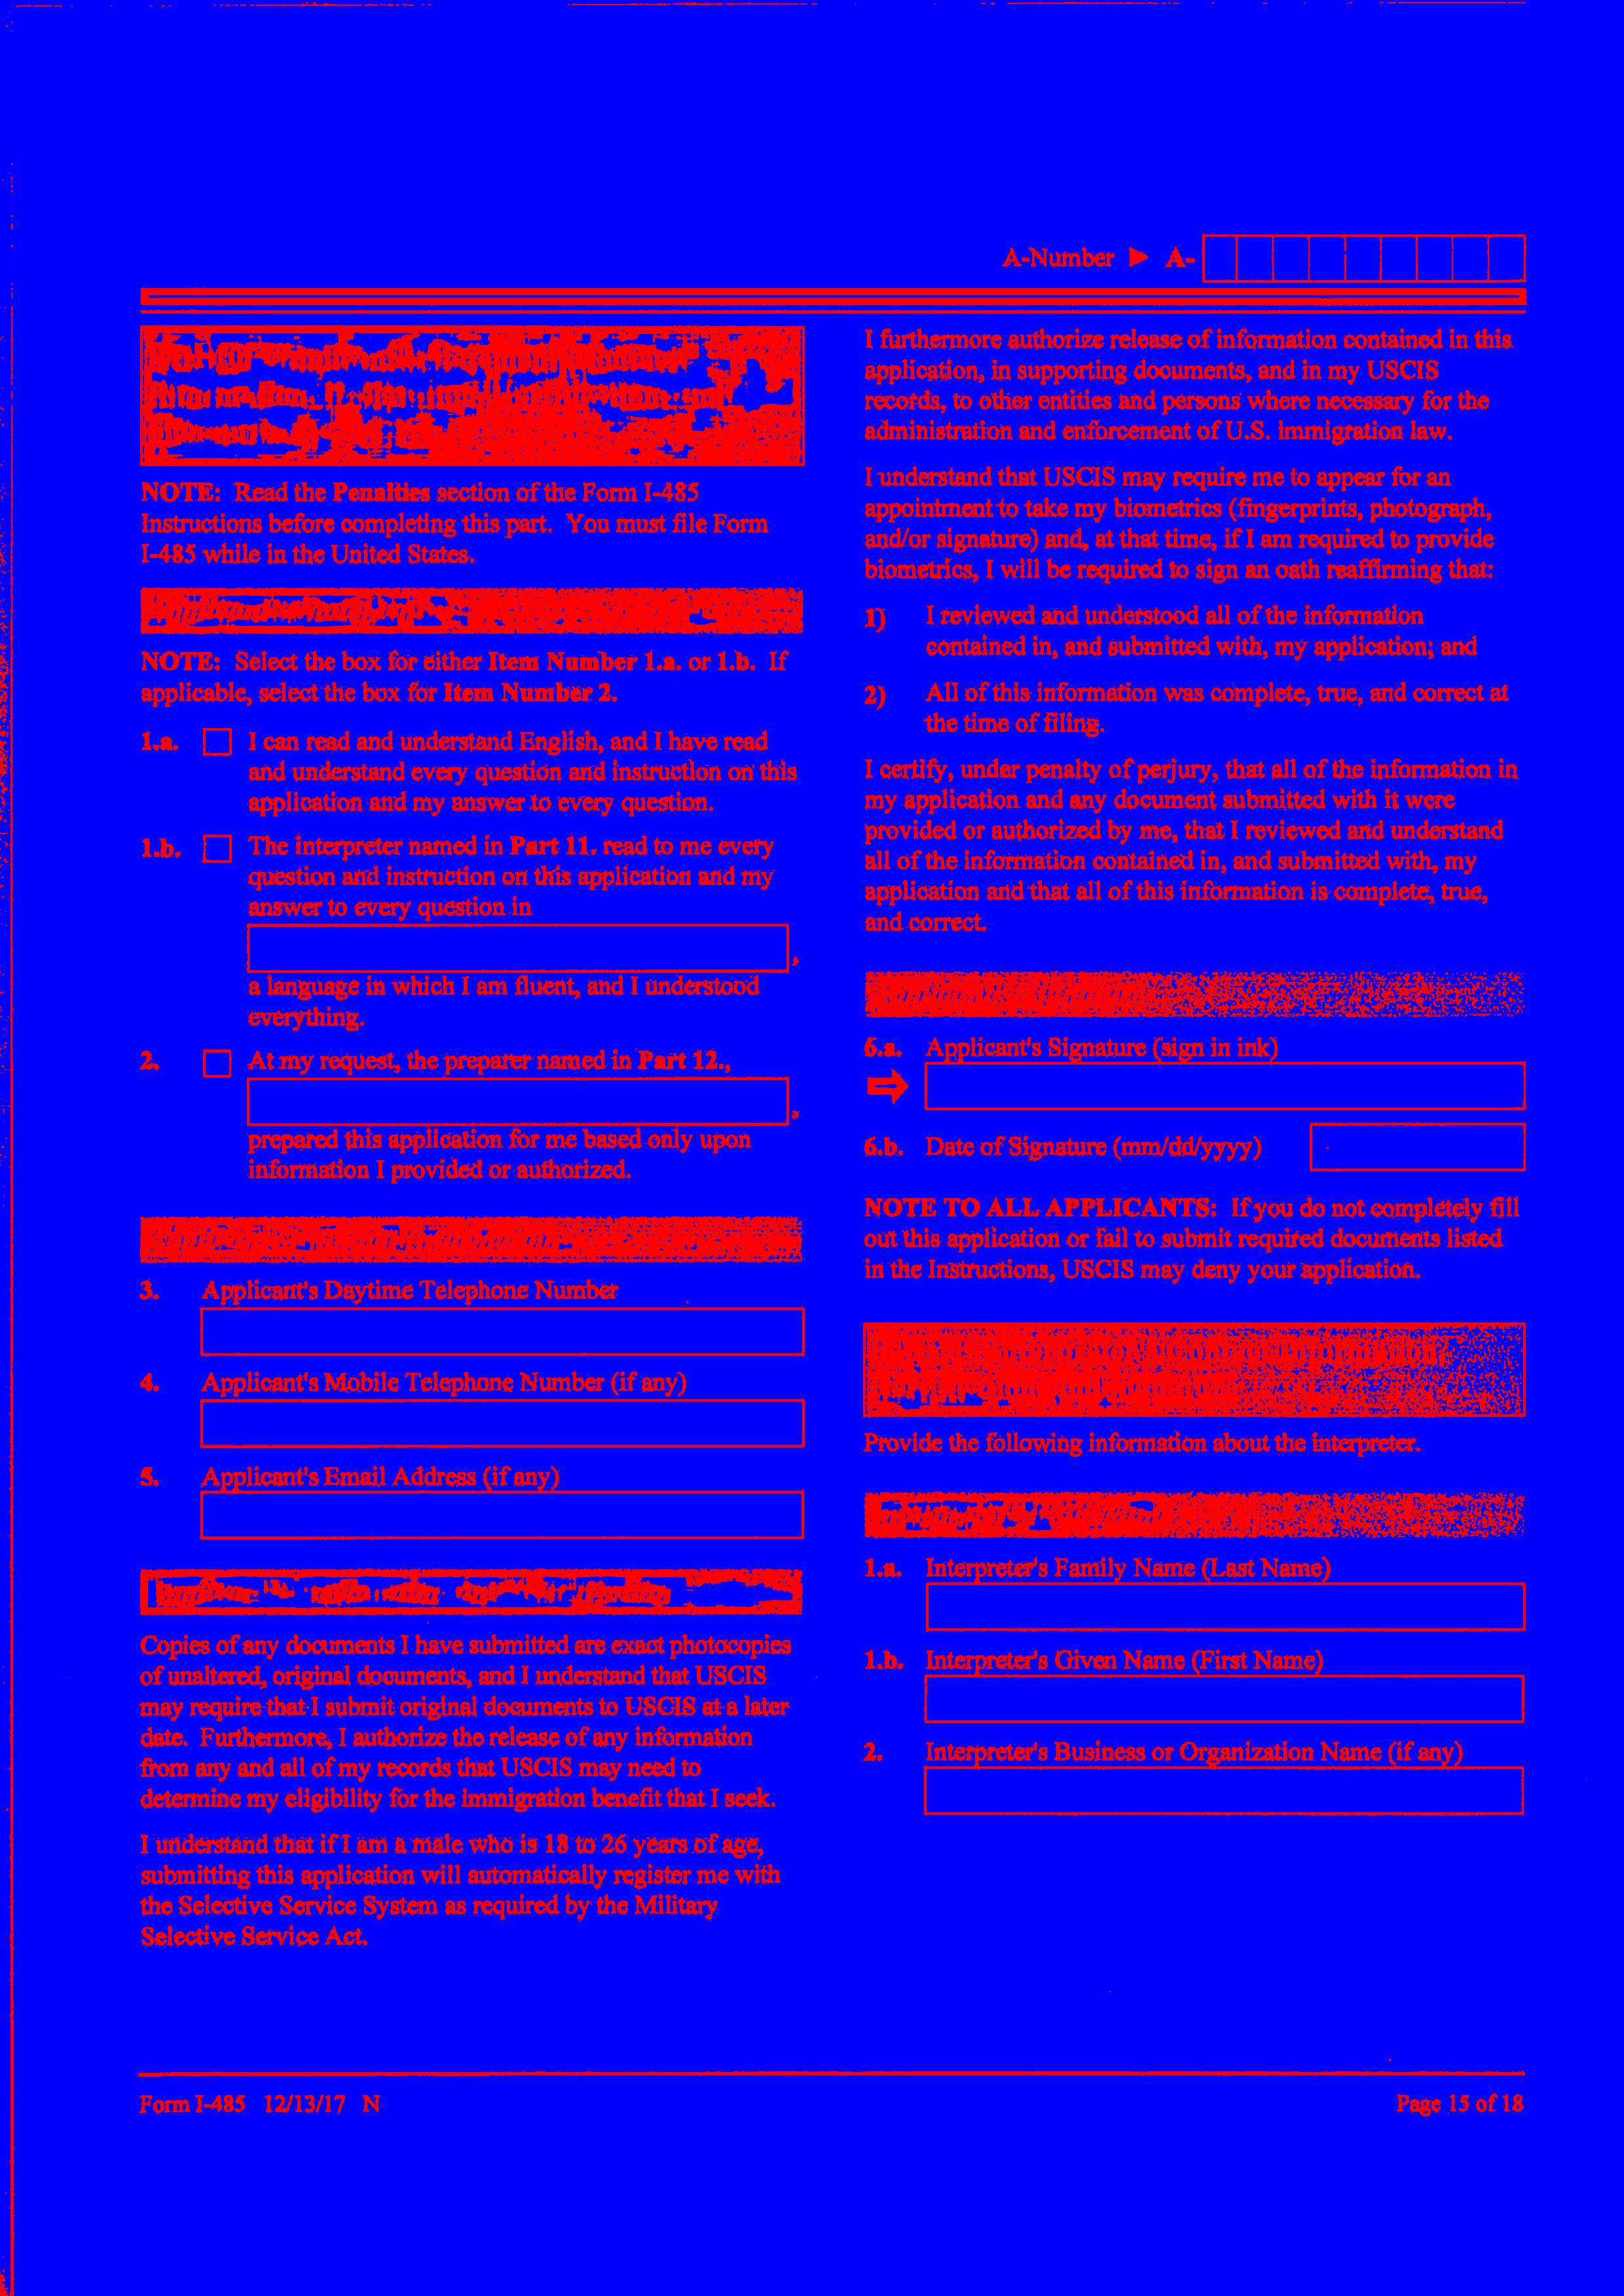 A-Number ► A-
NOTE: Read the Penalties section of the Form I-485
Instructions before completing this part. You must file Form
I-485 while in the United States.
NOTE: Select the box for either Item Number 1.a. or 1.b. If
applicable, select the box for Item Number 2.
1.a. I can read and understand English, and I have read
and understand every question and instruction on this
application and my answer to every question.
1.b. The interpreter named in Part 11. read to me every
question and instruction on this application and my
answer to every question in
,
a language in which I am fluent, and I understood
everything.
2. At my request, the preparer named in Part 12.,
,
prepared this application for me based only upon
information I provided or authorized.
3. Applicant's Daytime Telephone Number
4. Applicant's Mobile Telephone Number (if any)
5. Applicant's Email Address (if any)
Copies of any documents I have submitted are exact photocopies
of unaltered, original documents, and I understand that USCIS
may require that I submit original documents to USCIS at a later
date. Furthermore, I authorize the release of any information
from any and all of my records that USCIS may need to
determine my eligibility for the immigration benefit that I seek.
I understand that if I am a male who is 18 to 26 years of age,
submitting this application will automatically register me with
the Selective Service System as required by the Military
Selective Service Act.
I furthermore authorize release of information contained in this
application, in supporting documents, and in my USCIS
records, to other entities and persons where necessary for the
administration and enforcement of U.S. immigration law.
I understand that USCIS may require me to appear for an
appointment to take my biometrics (fingerprints, photograph,
and/or signature) and, at that time, if I am required to provide
biometrics, I will be required to sign an oath reaffirming that:
1) I reviewed and understood all of the information
contained in, and submitted with, my application; and
2) All of this information was complete, true, and correct at
the time of filing.
I certify, under penalty of perjury, that all of the information in
my application and any document submitted with it were
provided or authorized by me, that I reviewed and understand
all of the information contained in, and submitted with, my
application and that all of this information is complete, true,
and correct.
6.a. Applicant's Signature (sign in ink)
6.b. Date of Signature (mm/dd/yyyy)
NOTE TO ALL APPLICANTS: If you do not completely fill
out this application or fail to submit required documents listed
in the Instructions, USCIS may deny your application.
Provide the following information about the interpreter.
1.a. Interpreter's Family Name (Last Name)
1.b. Interpreter's Given Name (First Name)
2. Interpreter's Business or Organization Name (if any)
Form I-485 12/13/17 N
Page 15 of 18